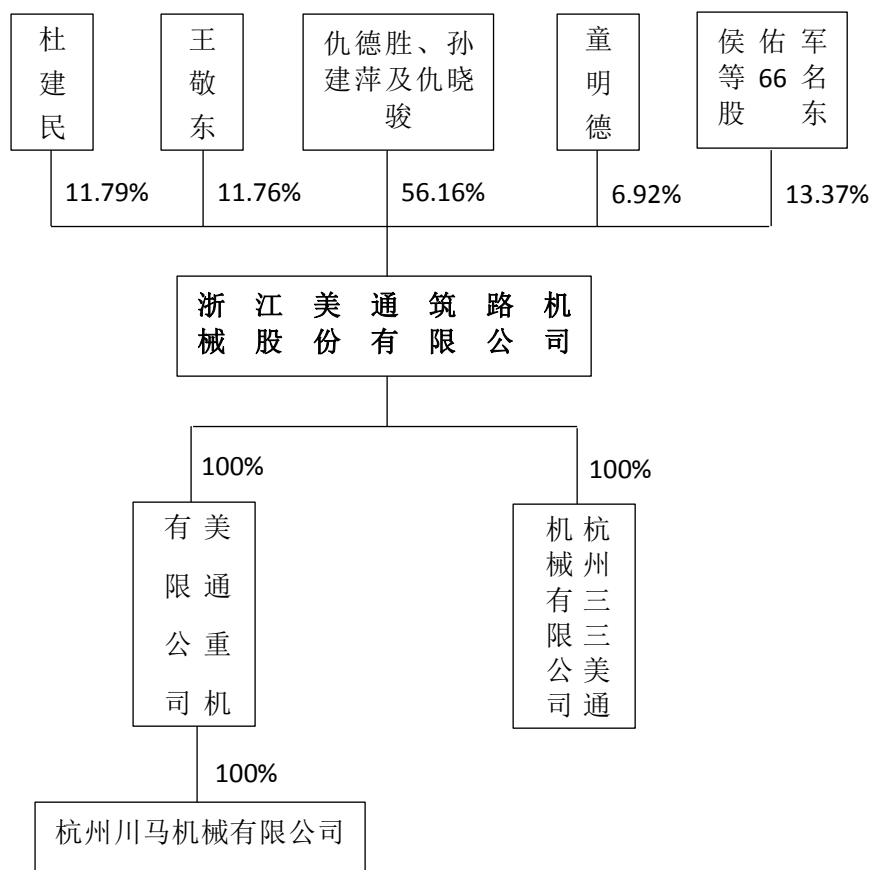 杜建民
王敬东
仇德胜、孙
建萍及仇晓
骏
童明德
侯佑军
等66名
股东
11.79%
11.76%
56.16%
6.92%
13.37%
浙江美通筑路机
械股份有限公司
100%
100%
美通重机
有限公司
杭州三三美通
机械有限公司
100%
杭州川马机械有限公司